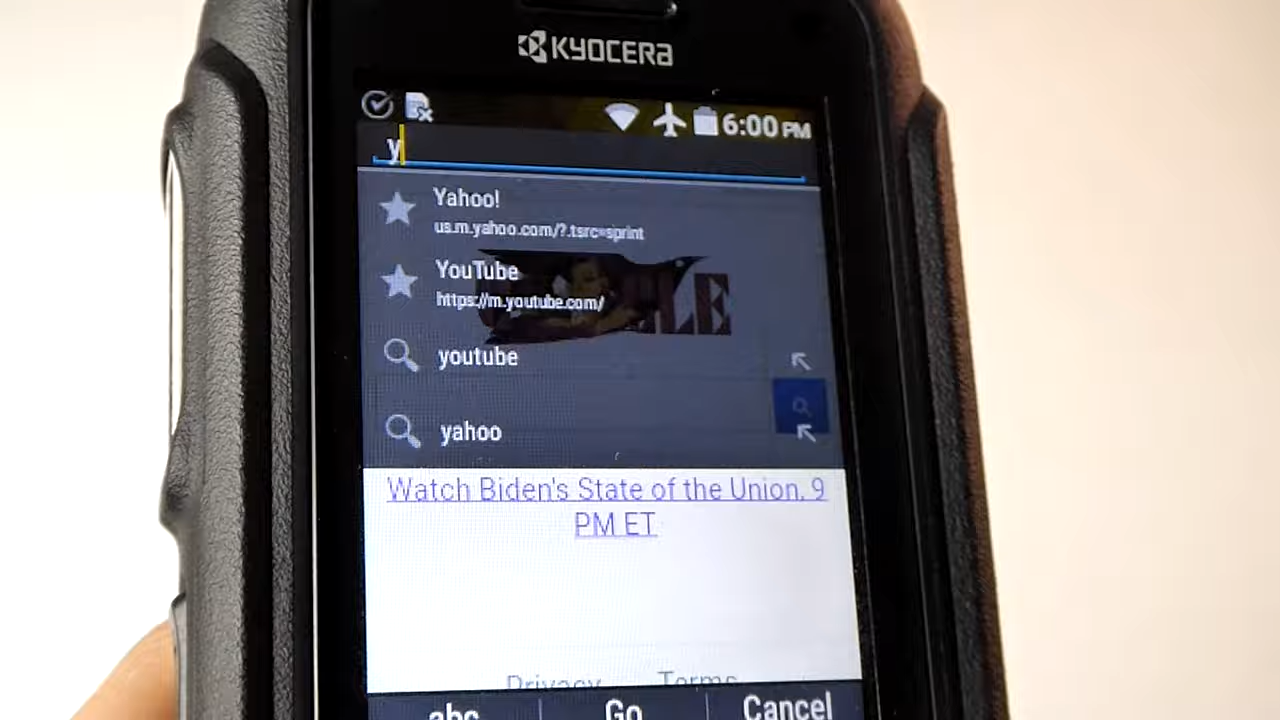 KYOCERA
6:00 PM
y
Yahoo!
us.m.yahoo.com/?.tsrc=sprint
YouTube
https://m.youtube.com/
youtube
yahoo
Watch Biden's State of the Union, 9
PM ET
Privacy Terms
abc Go Cancel